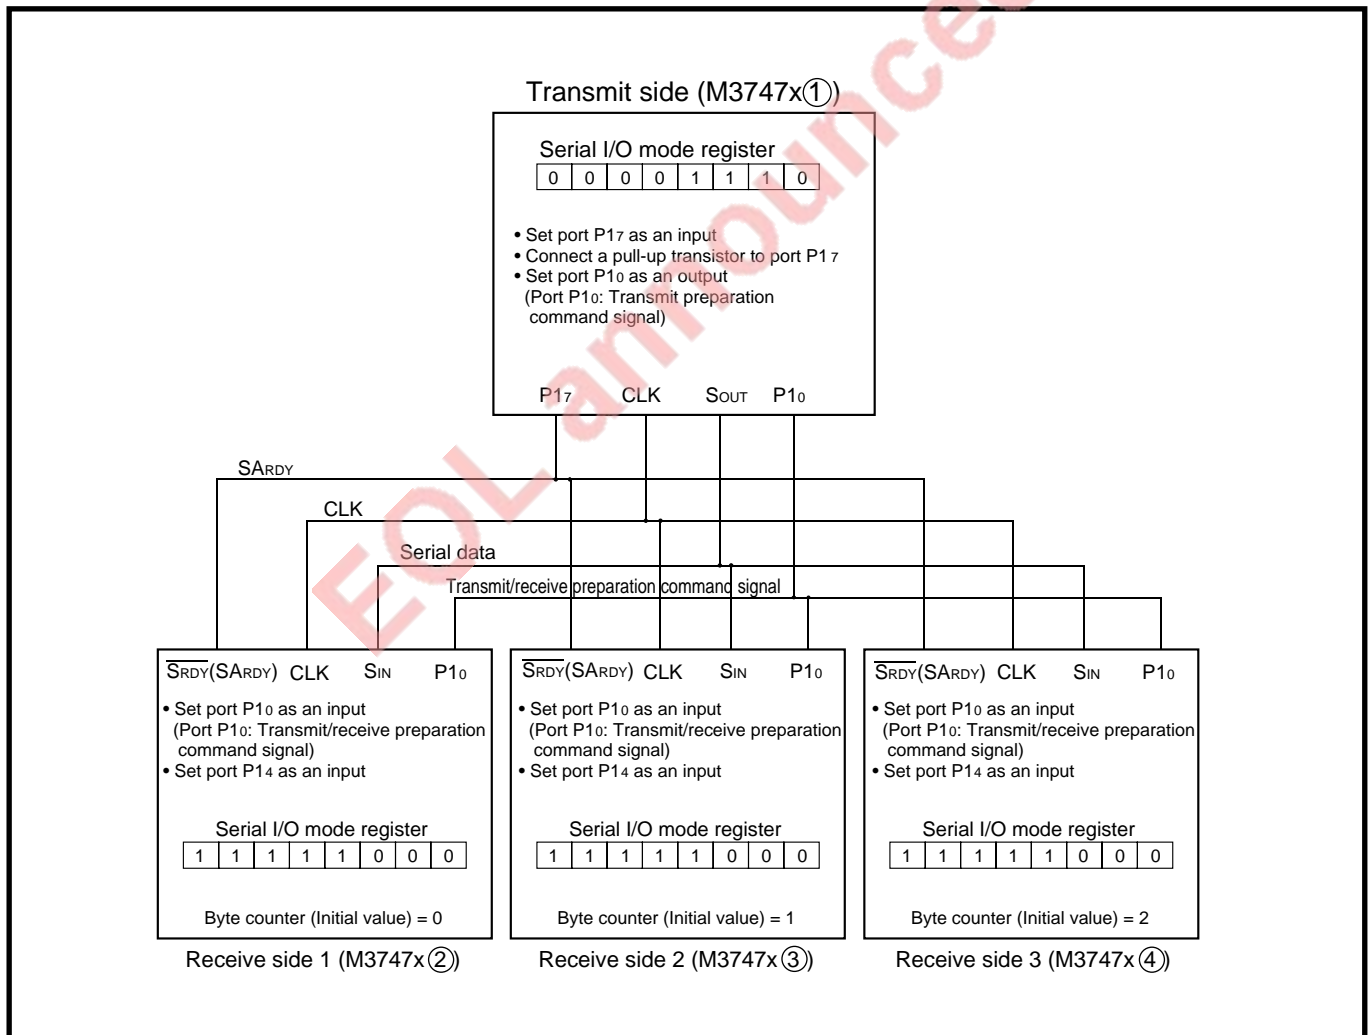 Transmit side (M3747x①)
Serial I/O mode register
0 0 0 0 1 1 1 0
• Set port P17 as an input
• Connect a pull-up transistor to port P17
• Set port P10 as an output
(Port P10: Transmit preparation
command signal)
P17 CLK SOUT P10
SARDY
CLK
Serial data
Transmit/receive preparation command signal
SRDY(SARDY) CLK SIN P10
• Set port P10 as an input
(Port P10: Transmit/receive preparation
command signal)
• Set port P14 as an input
Serial I/O mode register
1 1 1 1 1 0 0 0
Byte counter (Initial value) = 0
Receive side 1 (M3747x②)
SRDY(SARDY) CLK SIN P10
• Set port P10 as an input
(Port P10: Transmit/receive preparation
command signal)
• Set port P14 as an input
Serial I/O mode register
1 1 1 1 1 0 0 0
Byte counter (Initial value) = 1
Receive side 2 (M3747x③)
SRDY(SARDY) CLK SIN P10
• Set port P10 as an input
(Port P10: Transmit/receive preparation
command signal)
• Set port P14 as an input
Serial I/O mode register
1 1 1 1 1 0 0 0
Byte counter (Initial value) = 2
Receive side 3 (M3747x④)
EOL announced